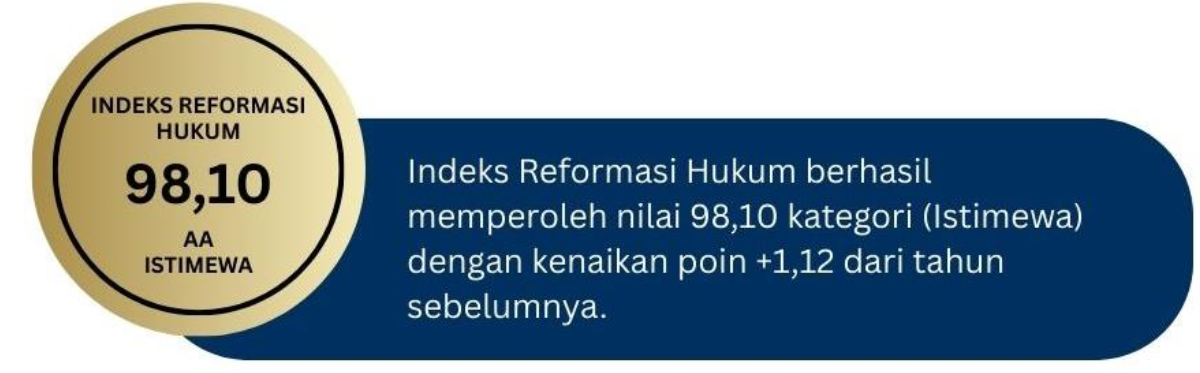 INDEKS REFORMASI
HUKUM
98,10
AA
ISTIMEWA
Indeks Reformasi Hukum berhasil
memperoleh nilai 98,10 kategori (Istimewa)
dengan kenaikan poin +1,12 dari tahun
sebelumnya.